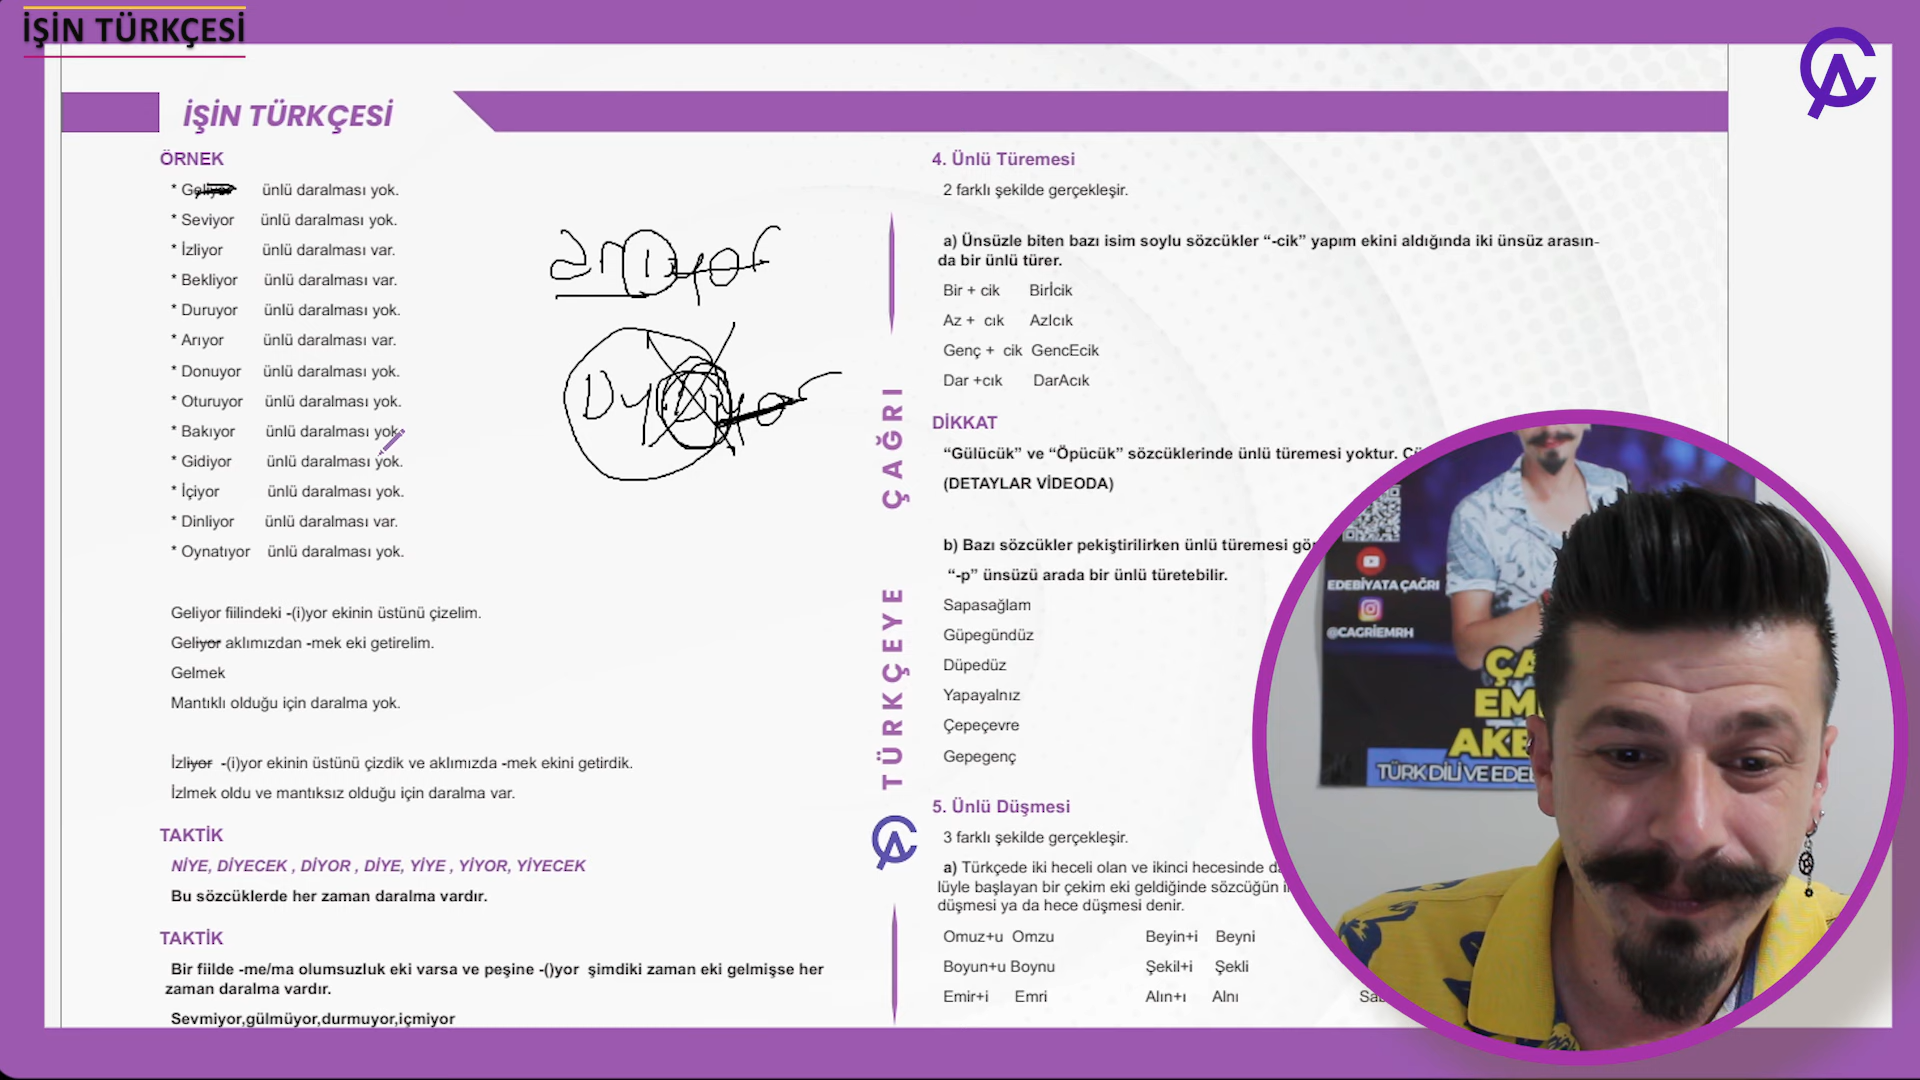 İŞİN TÜRKÇESİ
İŞİN TÜRKÇESİ
ÖRNEK
* Geliyor ünlü daralması yok.
* Seviyor ünlü daralması yok.
* İzliyor ünlü daralması var.
* Bekliyor ünlü daralması var.
* Duruyor ünlü daralması yok.
* Arıyor ünlü daralması var.
* Donuyor ünlü daralması yok.
* Oturuyor ünlü daralması yok.
* Bakıyor ünlü daralması yok.
* Gidiyor ünlü daralması yok.
* İçiyor ünlü daralması yok.
* Dinliyor ünlü daralması var.
* Oynatıyor ünlü daralması yok.
Geliyor fiilindeki -(i)yor ekinin üstünü çizelim.
Geliyor aklımızdan -mek eki getirelim.
Gelmek
Mantıklı olduğu için daralma yok.
İzliyor -(i)yor ekinin üstünü çizdik ve aklımızda -mek ekini getirdik.
İzlmek oldu ve mantıksız olduğu için daralma var.
TAKTİK
NİYE, DİYECEK , DİYOR , DİYE, YİYE , YİYOR, YİYECEK
Bu sözcüklerde her zaman daralma vardır.
TAKTİK
Bir fiilde -me/ma olumsuzluk eki varsa ve peşine -()yor şimdiki zaman eki gelmişse her
zaman daralma vardır.
Sevmiyor,gülmüyor,durmuyor,içmiyor
arıyor
TÜRKÇEYE ÇAĞRI
4. Ünlü Türemesi
2 farklı şekilde gerçekleşir.
a) Ünsüzle biten bazı isim soylu sözcükler “-cik” yapım ekini aldığında iki ünsüz arasın-
da bir ünlü türer.
Bir + cik Birİcik
Az + cık AzIcık
Genç + cik GencEcik
Dar +cık DarAcık
DİKKAT
“Gülücük” ve “Öpücük” sözcüklerinde ünlü türemesi yoktur.
(DETAYLAR VİDEODA)
b) Bazı sözcükler pekiştirilirken ünlü türemesi
“-p” ünsüzü arada bir ünlü türetebilir.
Sapasağlam
Güpegündüz
Düpedüz
Yapayalnız
Çepeçevre
Gepegenç
5. Ünlü Düşmesi
3 farklı şekilde gerçekleşir.
a) Türkçede iki heceli olan ve ikinci hecesinde
lüyle başlayan bir çekim eki geldiğinde sözcüğün
düşmesi ya da hece düşmesi denir.
Omuz+u Omzu Beyin+i Beyni
Boyun+u Boynu Şekil+i Şekli
Emir+i Emri Alın+ı Alnı
EDEBİYATA ÇAĞRI
@CAGRIEMRH
TÜRK DİLİ VE